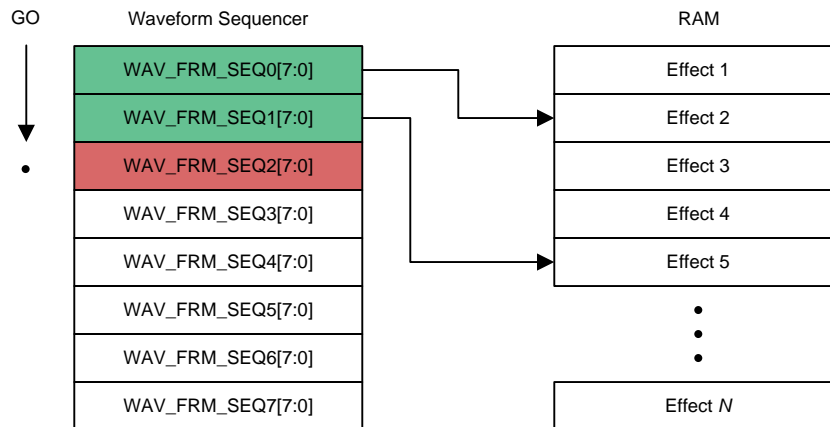 GO
Waveform Sequencer
RAM
WAV_FRM_SEQ0[7:0]
Effect 1
WAV_FRM_SEQ1[7:0]
Effect 2
WAV_FRM_SEQ2[7:0]
Effect 3
WAV_FRM_SEQ3[7:0]
Effect 4
WAV_FRM_SEQ4[7:0]
Effect 5
WAV_FRM_SEQ5[7:0]
WAV_FRM_SEQ6[7:0]
WAV_FRM_SEQ7[7:0]
Effect N